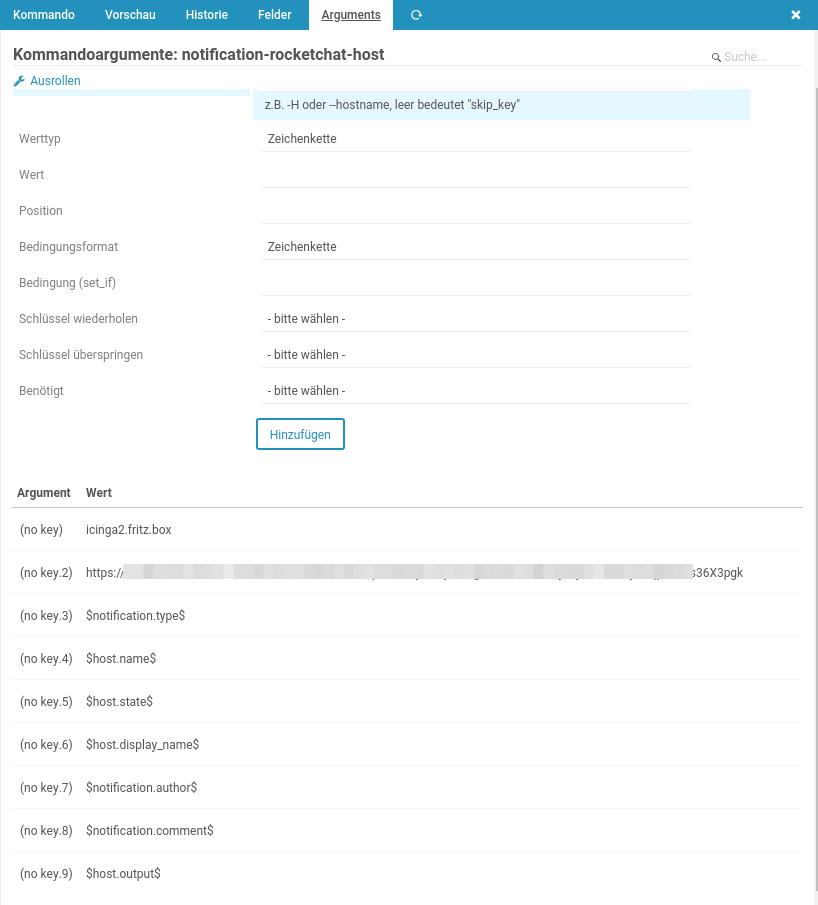 Kommando Vorschau Historie Felder Arguments
Kommandoargumente: notification-rocketchat-host
Suche...
Ausrollen
z.B. -H oder --hostname, leer bedeutet "skip_key"
Werttyp Zeichenkette
Wert
Position
Bedingungsformat Zeichenkette
Bedingung (set_if)
Schlüssel wiederholen - bitte wählen -
Schlüssel überspringen - bitte wählen -
Benötigt - bitte wählen -
Hinzufügen
Argument Wert
(no key) icinga2.fritz.box
(no key.2) https:// s36X3pgk
(no key.3) $notification.type$
(no key.4) $host.name$
(no key.5) $host.state$
(no key.6) $host.display_name$
(no key.7) $notification.author$
(no key.8) $notification.comment$
(no key.9) $host.output$